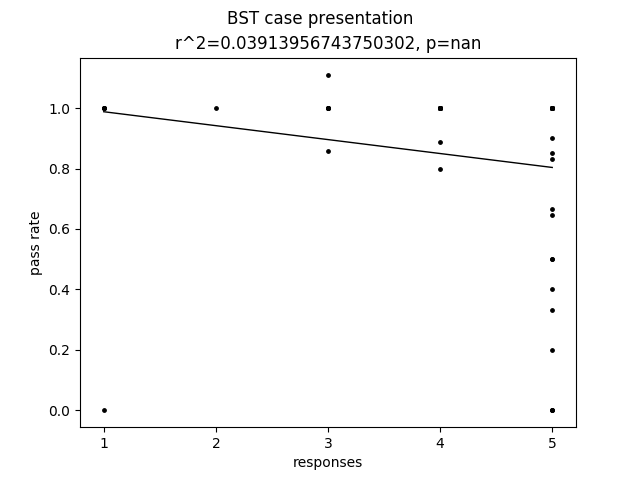 BST case presentation
r^2=0.03913956743750302, p=nan
1.0
0.8
0.6
0.4
0.2
0.0
pass rate
1 2 3 4 5
responses